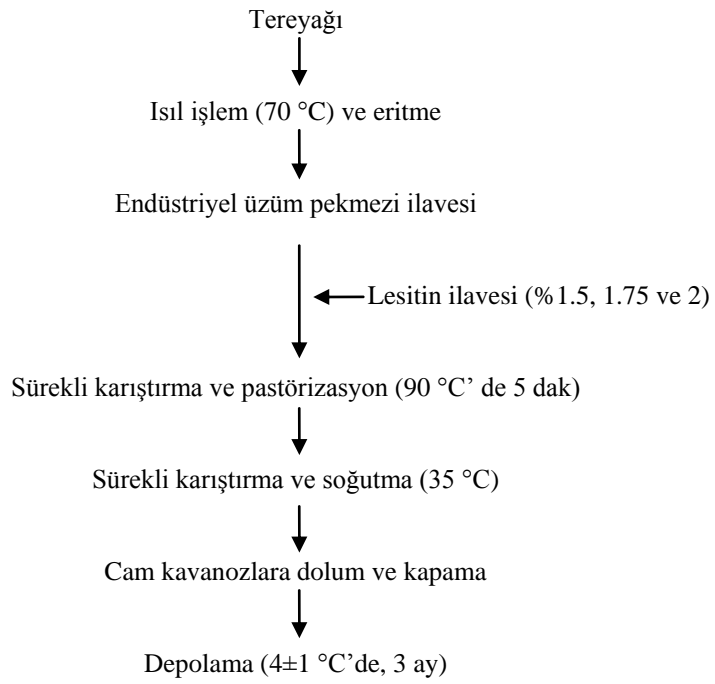 Tereyağı
Isıl işlem (70 °C) ve eritme
Endüstriyel üzüm pekmezi ilavesi
Lesitin ilavesi (%1.5, 1.75 ve 2)
Sürekli karıştırma ve pastörizasyon (90 °C’ de 5 dak)
Sürekli karıştırma ve soğutma (35 °C)
Cam kavanozlara dolum ve kapama
Depolama (4±1 °C’de, 3 ay)